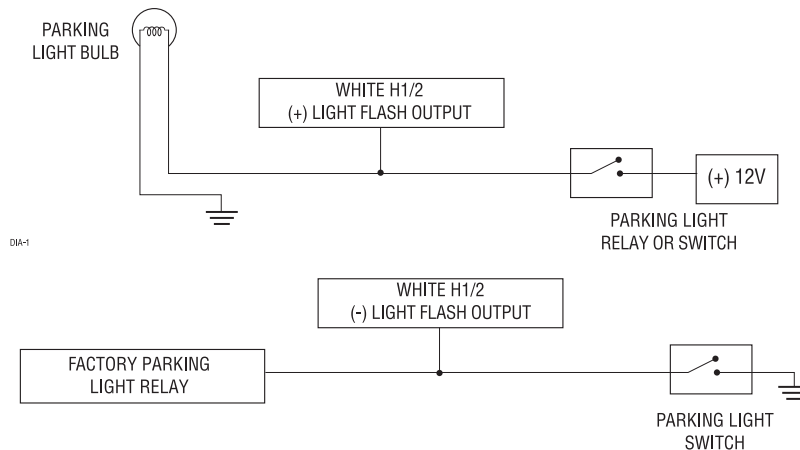 PARKING
LIGHT BULB
WHITE H1/2
(+) LIGHT FLASH OUTPUT
(+) 12V
PARKING LIGHT
RELAY OR SWITCH
DIA-1
WHITE H1/2
(-) LIGHT FLASH OUTPUT
FACTORY PARKING
LIGHT RELAY
PARKING LIGHT
SWITCH